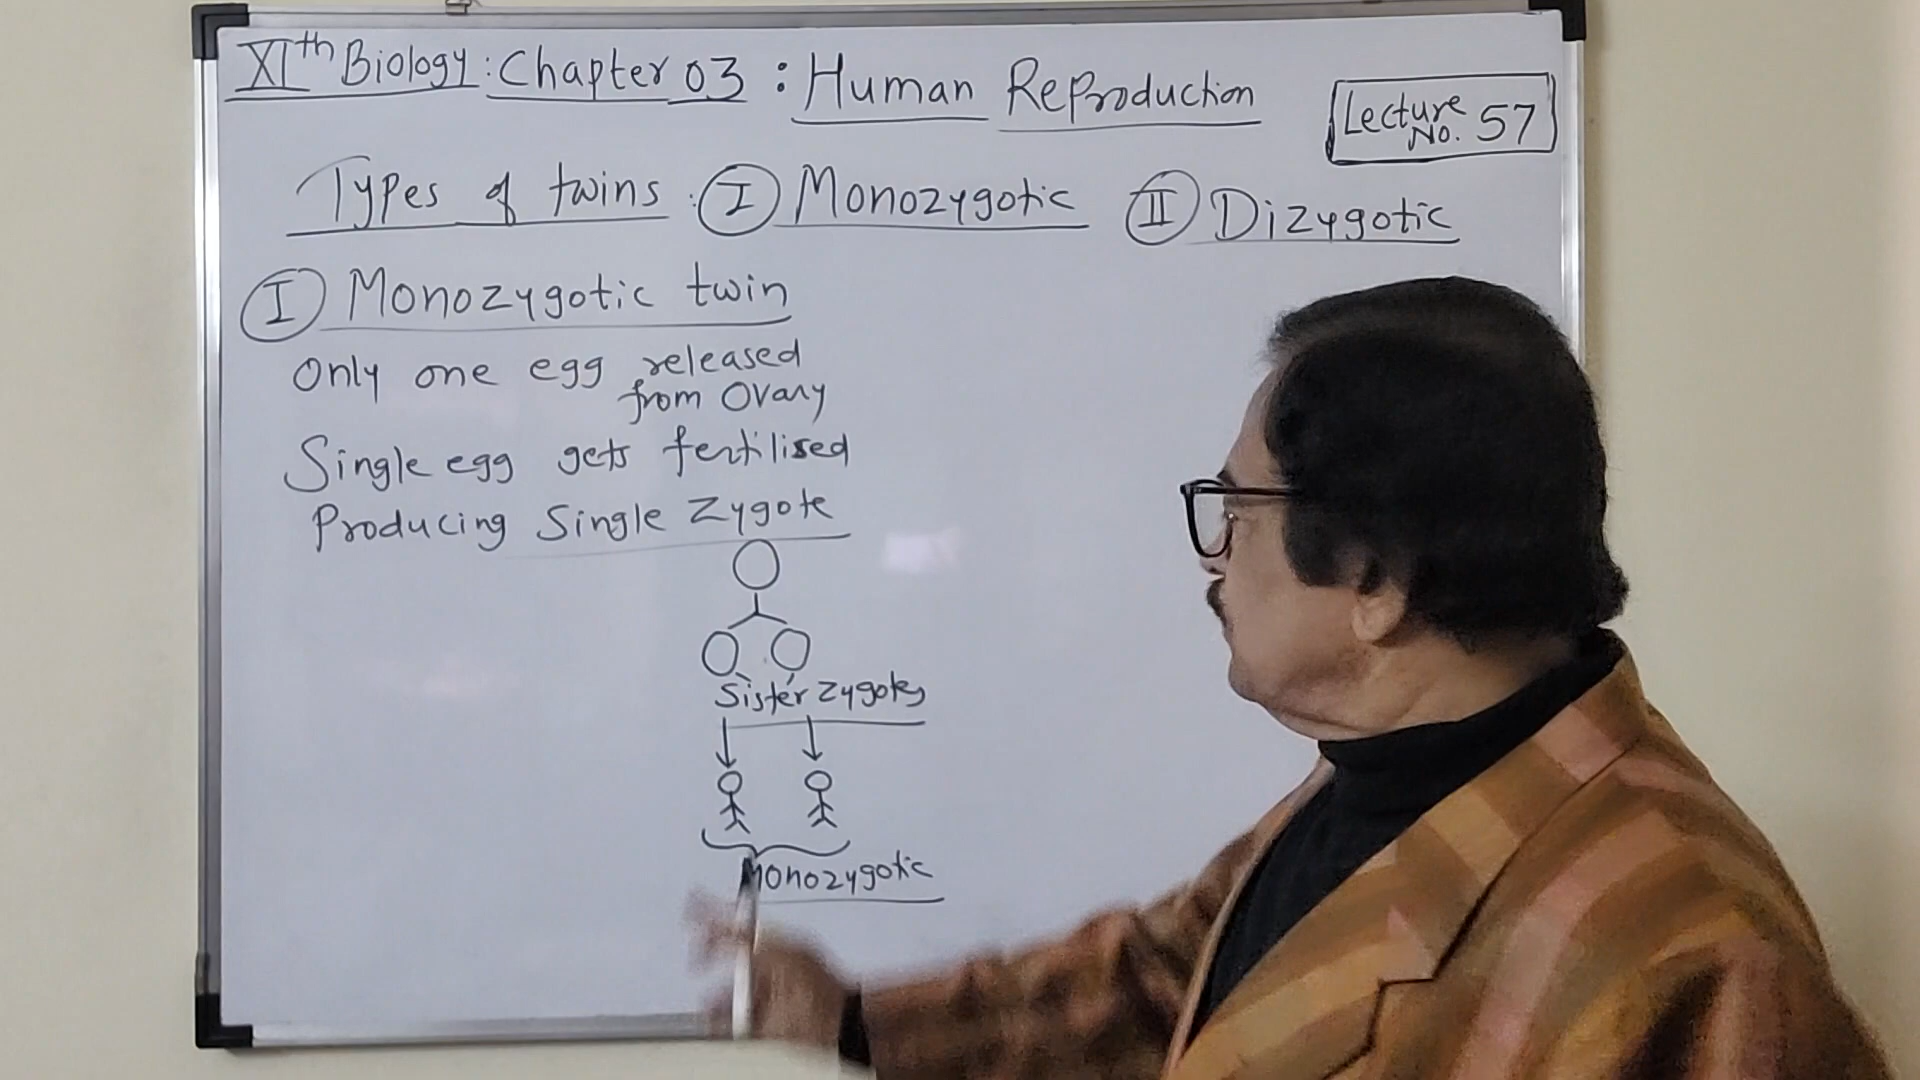 XIth Biology: Chapter 03 : Human Reproduction
Lecture No. 57
Types of twins : I Monozygotic II Dizygotic
I Monozygotic twin
Only one egg released
from Ovary
Single egg gets fertilised
Producing Single Zygote
Sister Zygotes
Monozygotic